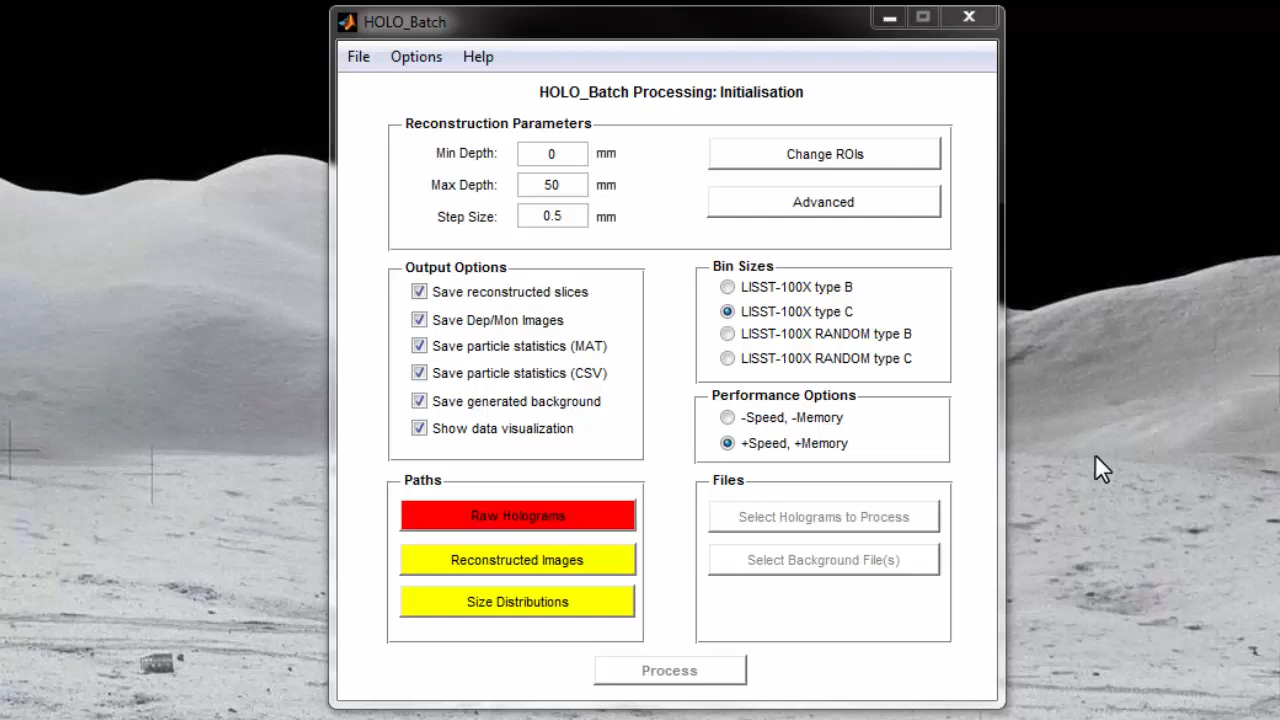 HOLO_Batch
File Options Help
HOLO_Batch Processing: Initialisation
Reconstruction Parameters
Min Depth: 0 mm
Max Depth: 50 mm
Step Size: 0.5 mm
Change ROIs
Advanced
Output Options
Save reconstructed slices
Save Dep/Mon Images
Save particle statistics (MAT)
Save particle statistics (CSV)
Save generated background
Show data visualization
Bin Sizes
LISST-100X type B
LISST-100X type C
LISST-100X RANDOM type B
LISST-100X RANDOM type C
Performance Options
-Speed, -Memory
+Speed, +Memory
Paths
Raw Holograms
Reconstructed Images
Size Distributions
Files
Select Holograms to Process
Select Background File(s)
Process